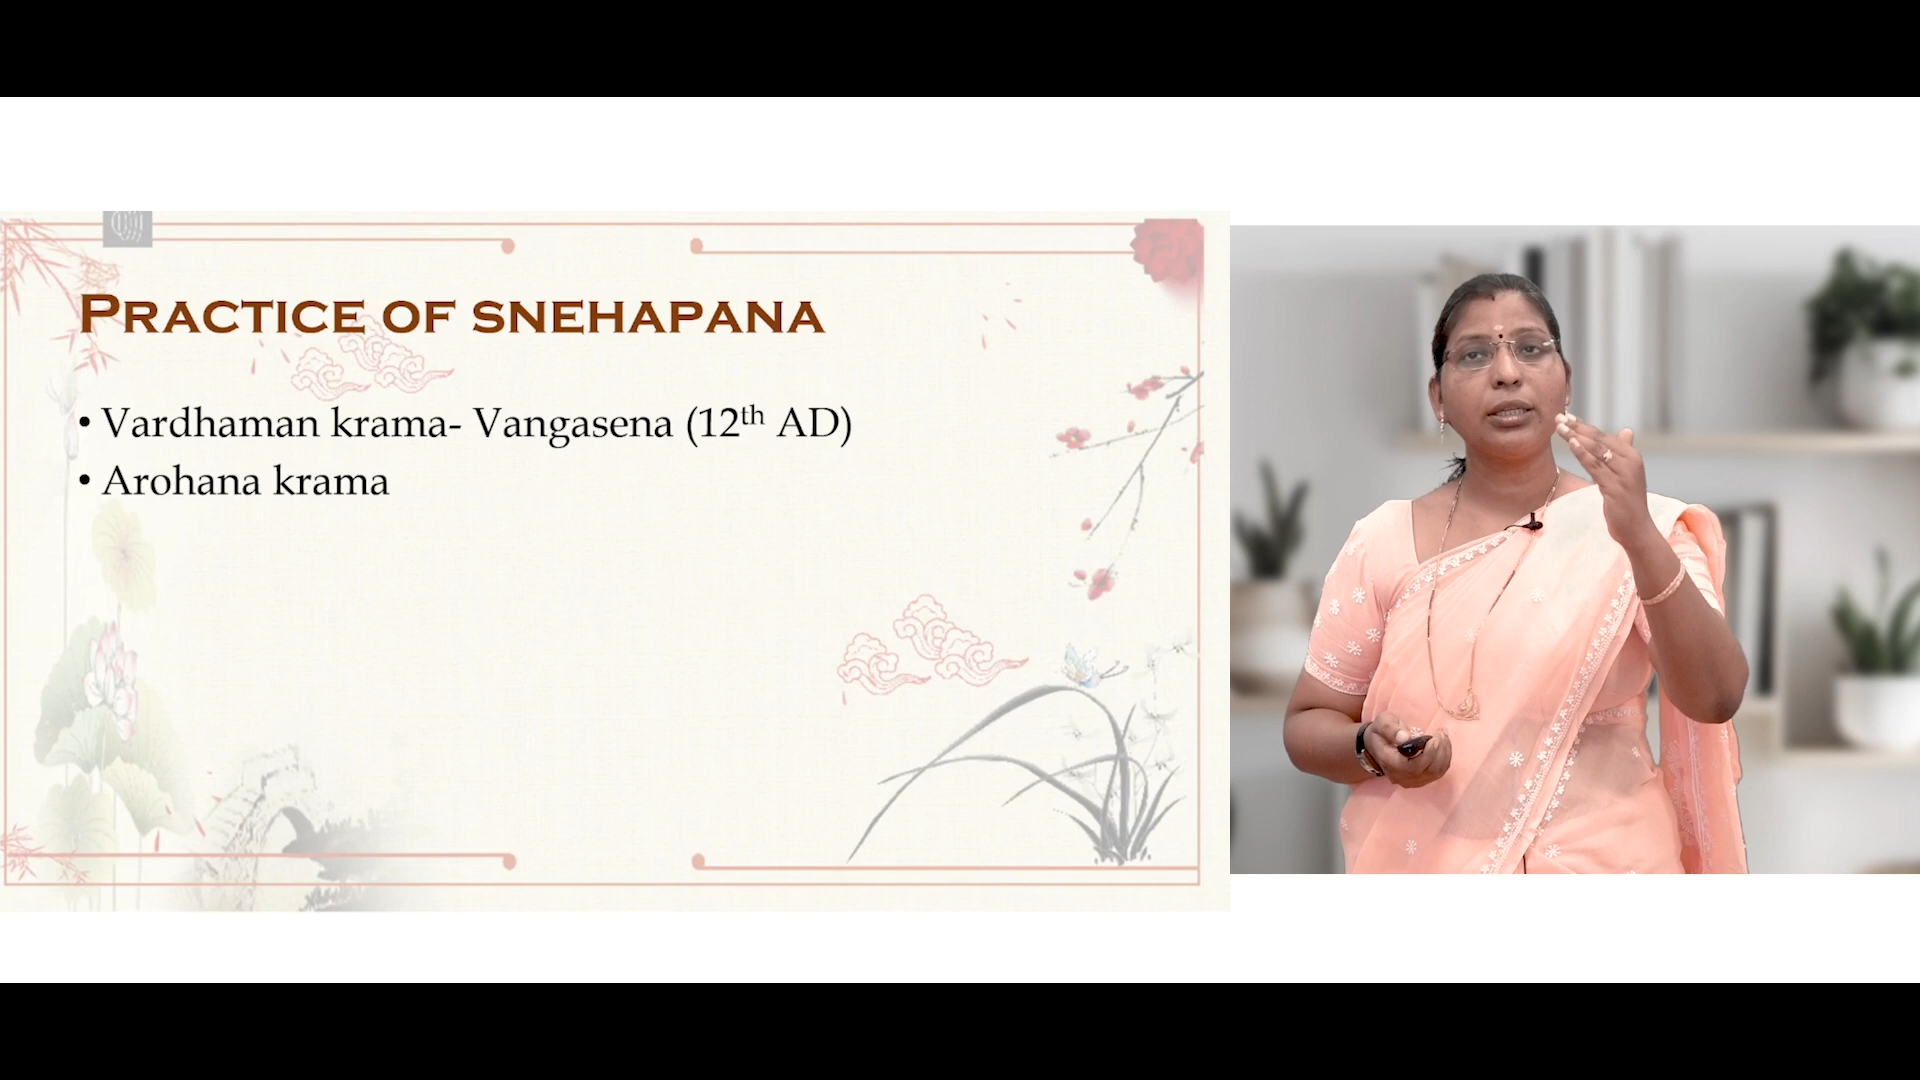 PRACTICE OF SNEHAPANA
• Vardhaman krama- Vangasena (12th AD)
• Arohana krama